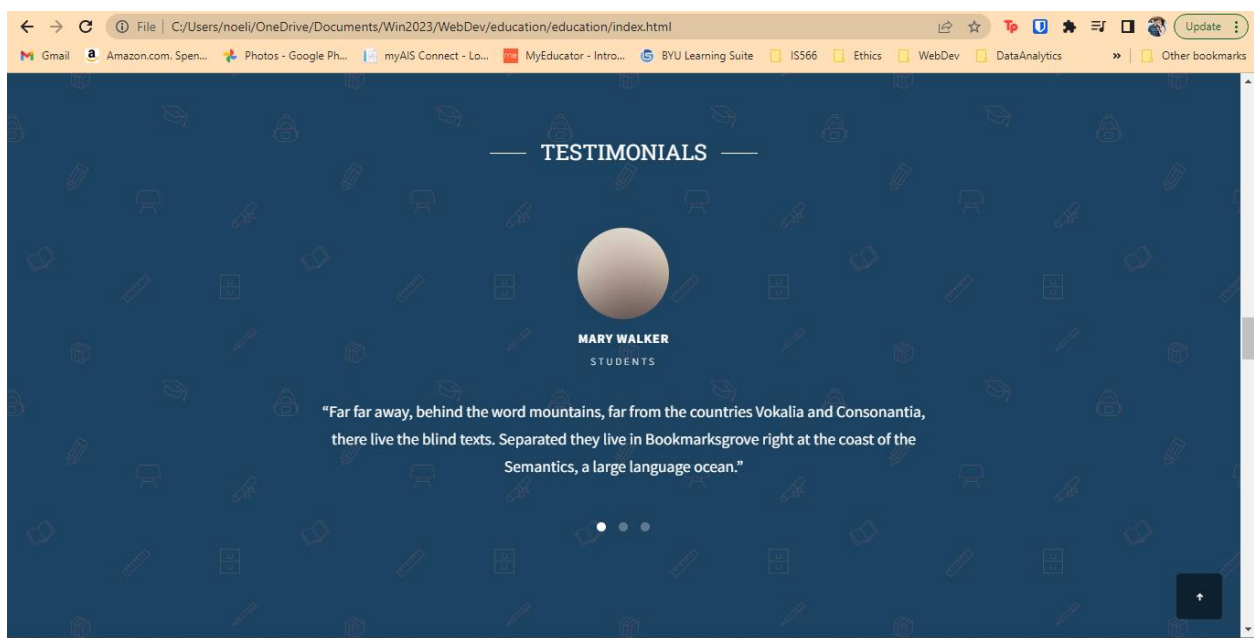 File | C:/Users/noeli/OneDrive/Documents/Win2023/WebDev/education/education/index.html
Tp
Update
Gmail
a Amazon.com. Spen...
Photos - Google Ph...
myAIS Connect - Lo...
me MyEducator - Intro...
BYU Learning Suite
IS566
Ethics
WebDev
DataAnalytics
»
Other bookmarks
TESTIMONIALS
MARY WALKER
STUDENTS
“Far far away, behind the word mountains, far from the countries Vokalia and Consonantia,
there live the blind texts. Separated they live in Bookmarksgrove right at the coast of the
Semantics, a large language ocean.”